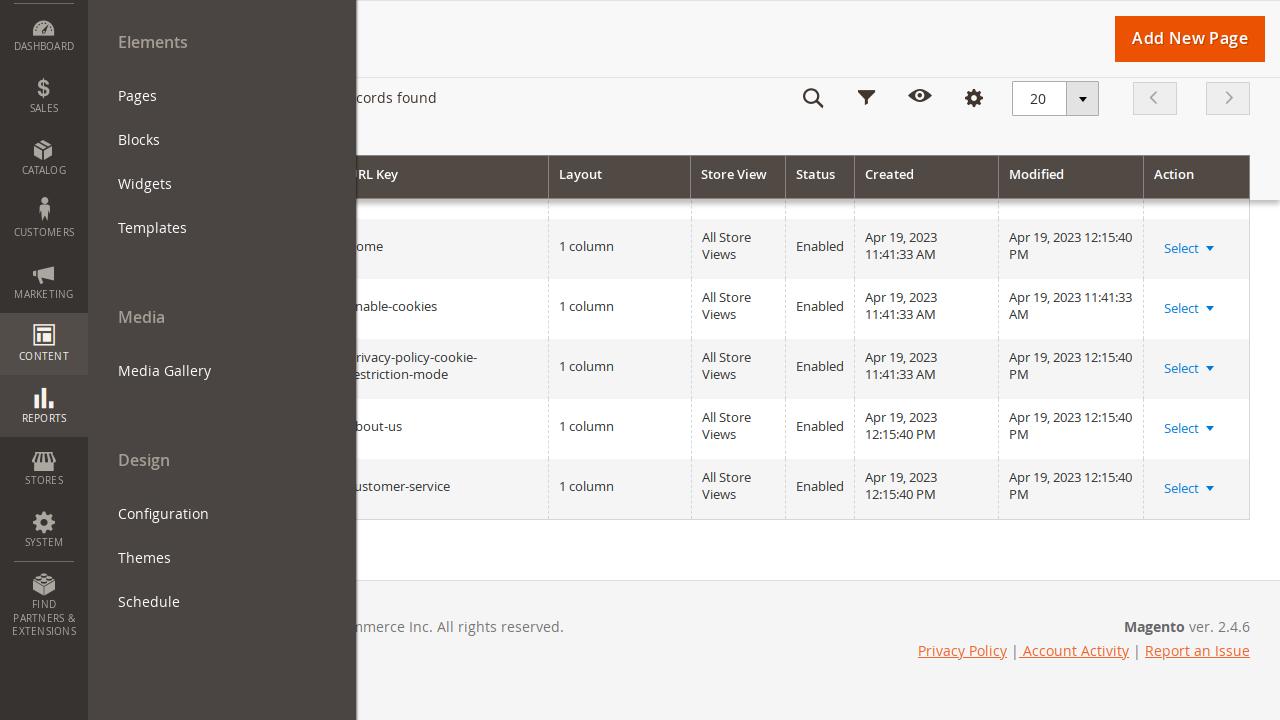 DASHBOARD
SALES
CATALOG
CUSTOMERS
MARKETING
CONTENT
REPORTS
STORES
SYSTEM
FIND
PARTNERS &
EXTENSIONS
Elements
Pages
Blocks
Widgets
Templates
Media
Media Gallery
Design
Configuration
Themes
Schedule
Add New Page
cords found
20
RL Key Layout Store View Status Created Modified Action
ome 1 column All Store Views Enabled Apr 19, 2023 11:41:33 AM Apr 19, 2023 12:15:40 PM Select
nable-cookies 1 column All Store Views Enabled Apr 19, 2023 11:41:33 AM Apr 19, 2023 11:41:33 AM Select
rivacy-policy-cookie-estriction-mode 1 column All Store Views Enabled Apr 19, 2023 11:41:33 AM Apr 19, 2023 12:15:40 PM Select
bout-us 1 column All Store Views Enabled Apr 19, 2023 12:15:40 PM Apr 19, 2023 12:15:40 PM Select
ustomer-service 1 column All Store Views Enabled Apr 19, 2023 12:15:40 PM Apr 19, 2023 12:15:40 PM Select
mmerce Inc. All rights reserved.
Magento ver. 2.4.6
Privacy Policy | Account Activity | Report an Issue